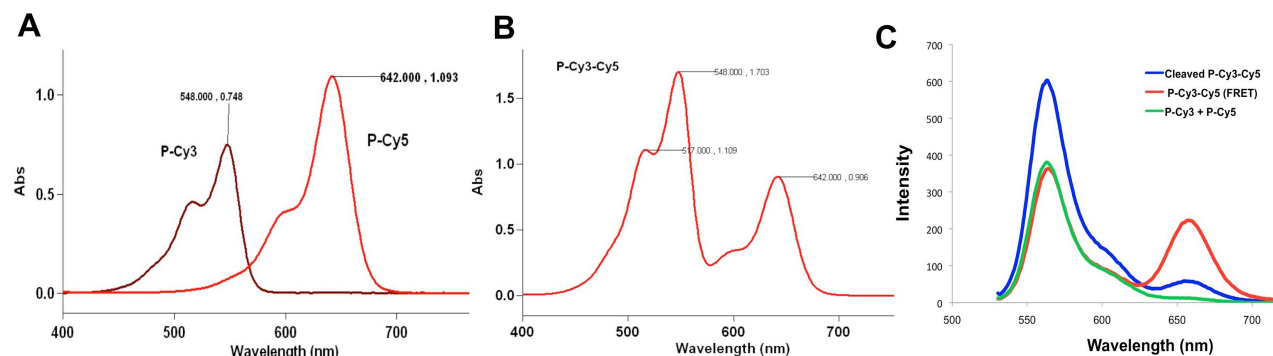 A
Abs
1.0
0.5
0.0
400
500
600
700
Wavelength (nm)
548.000 , 0.748
P-Cy3
642.000 , 1.093
P-Cy5
B
P-Cy3-Cy5
Abs
1.5
1.0
0.5
0.0
400
500
600
700
Wavelength (nm)
548.000 , 1.703
517.000 , 1.109
642.000 , 0.906
C
Intensity
700
600
500
400
300
200
100
0
500
550
600
650
700
Wavelength (nm)
Cleaved P-Cy3-Cy5
P-Cy3-Cy5 (FRET)
P-Cy3 + P-Cy5